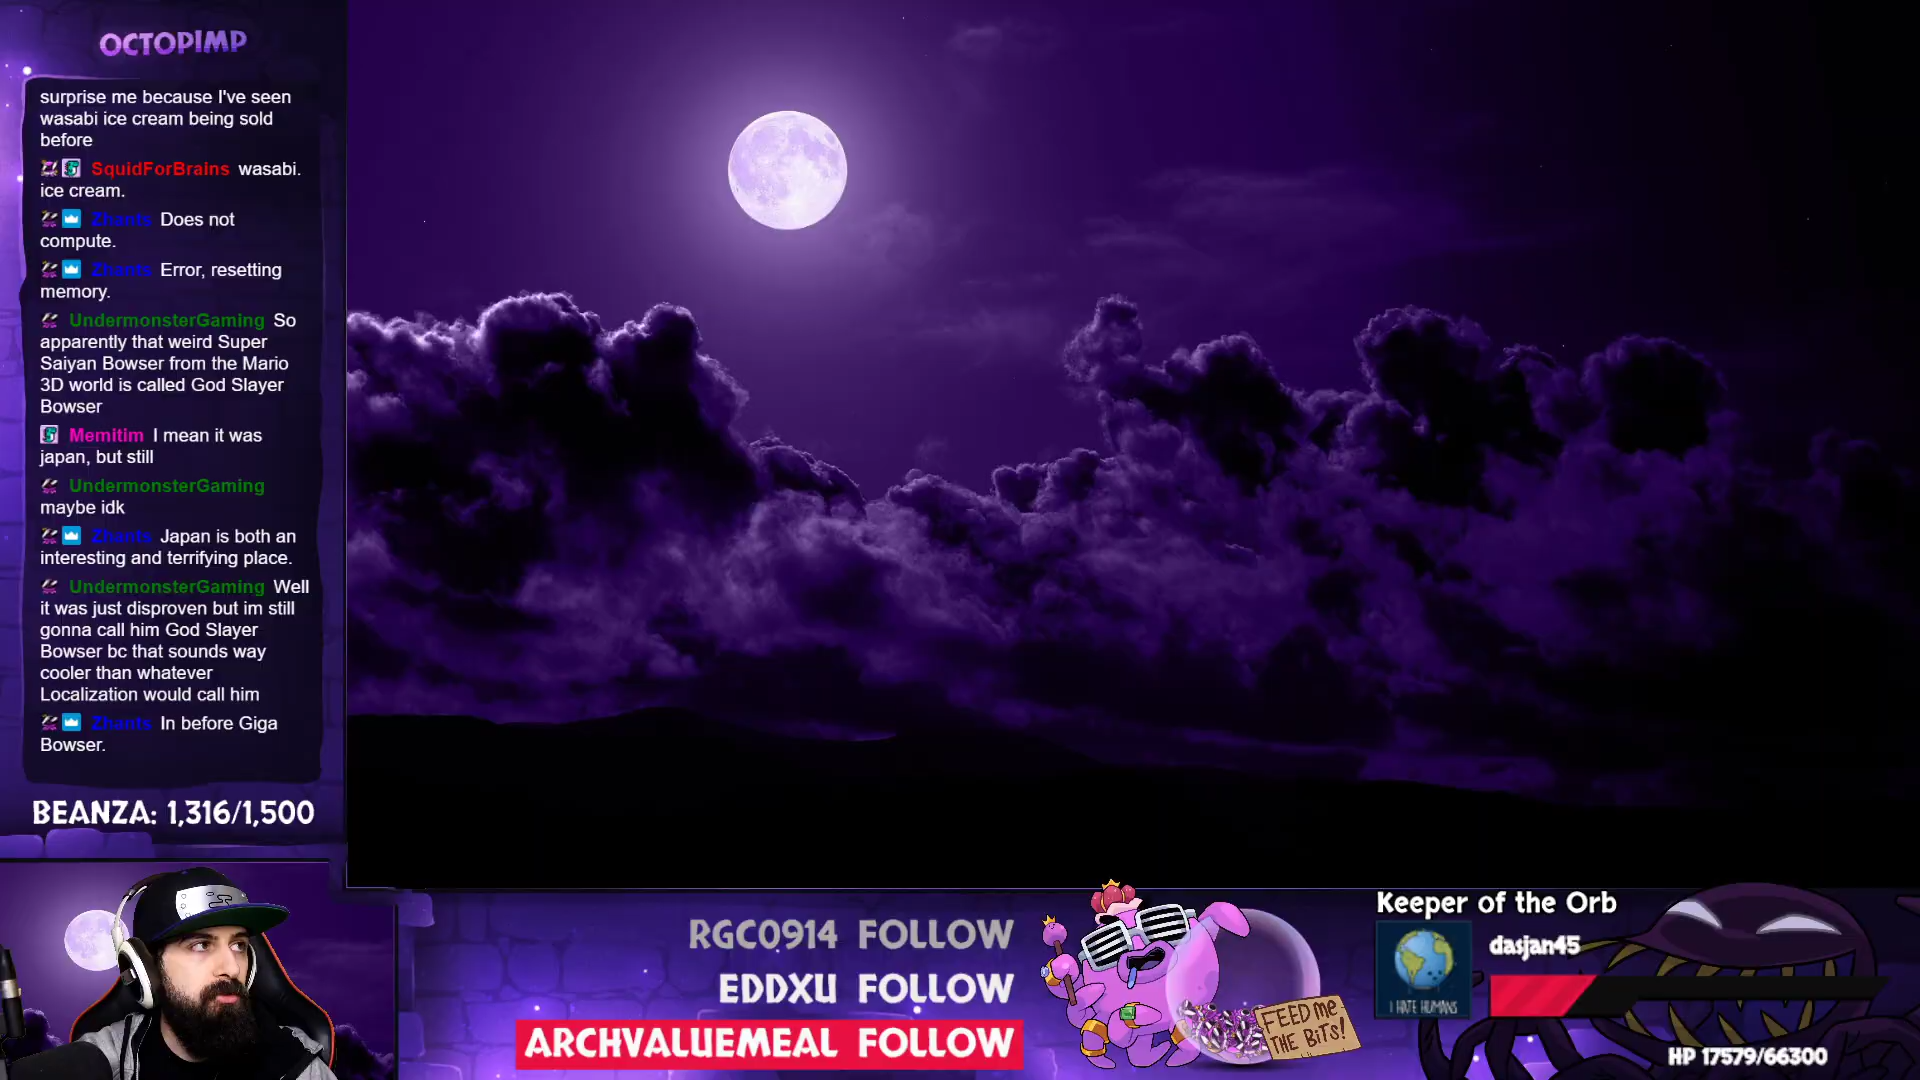 OCTOPIMP
surprise me because I've seen
wasabi ice cream being sold
before
SquidForBrains wasabi.
ice cream.
Zhants Does not
compute.
Zhants Error, resetting
memory.
UndermonsterGaming So
apparently that weird Super
Saiyan Bowser from the Mario
3D world is called God Slayer
Bowser
Memitim I mean it was
japan, but still
UndermonsterGaming
maybe idk
Zhants Japan is both an
interesting and terrifying place.
UndermonsterGaming Well
it was just disproven but im still
gonna call him God Slayer
Bowser bc that sounds way
cooler than whatever
Localization would call him
Zhants In before Giga
Bowser.
BEANZA: 1,316/1,500
RGC0914 FOLLOW
EDDXU FOLLOW
ARCHVALUEMEAL FOLLOW
FEED ME
THE BITS!
Keeper of the Orb
dasjan45
I HATE HUMANS
HP 17579/66300